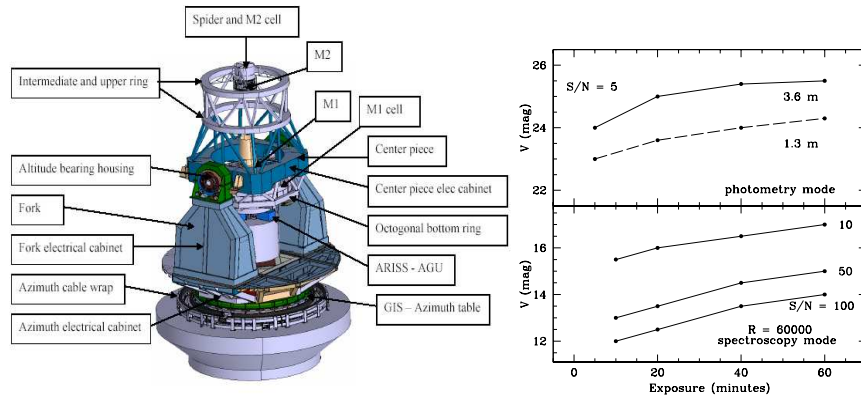 Spider and M2 cell
M2
Intermediate and upper ring
M1
M1 cell
Center piece
Altitude bearing housing
Center piece elec cabinet
Fork
Octogonal bottom ring
Fork electrical cabinet
ARISS - AGU
Azimuth cable wrap
GIS – Azimuth table
Azimuth electrical cabinet
26
S/N = 5
3.6 m
24
1.3 m
22
photometry mode
V (mag)
10
16
50
14
S/N = 100
R = 60000
spectroscopy mode
12
V (mag)
0 20 40 60
Exposure (minutes)